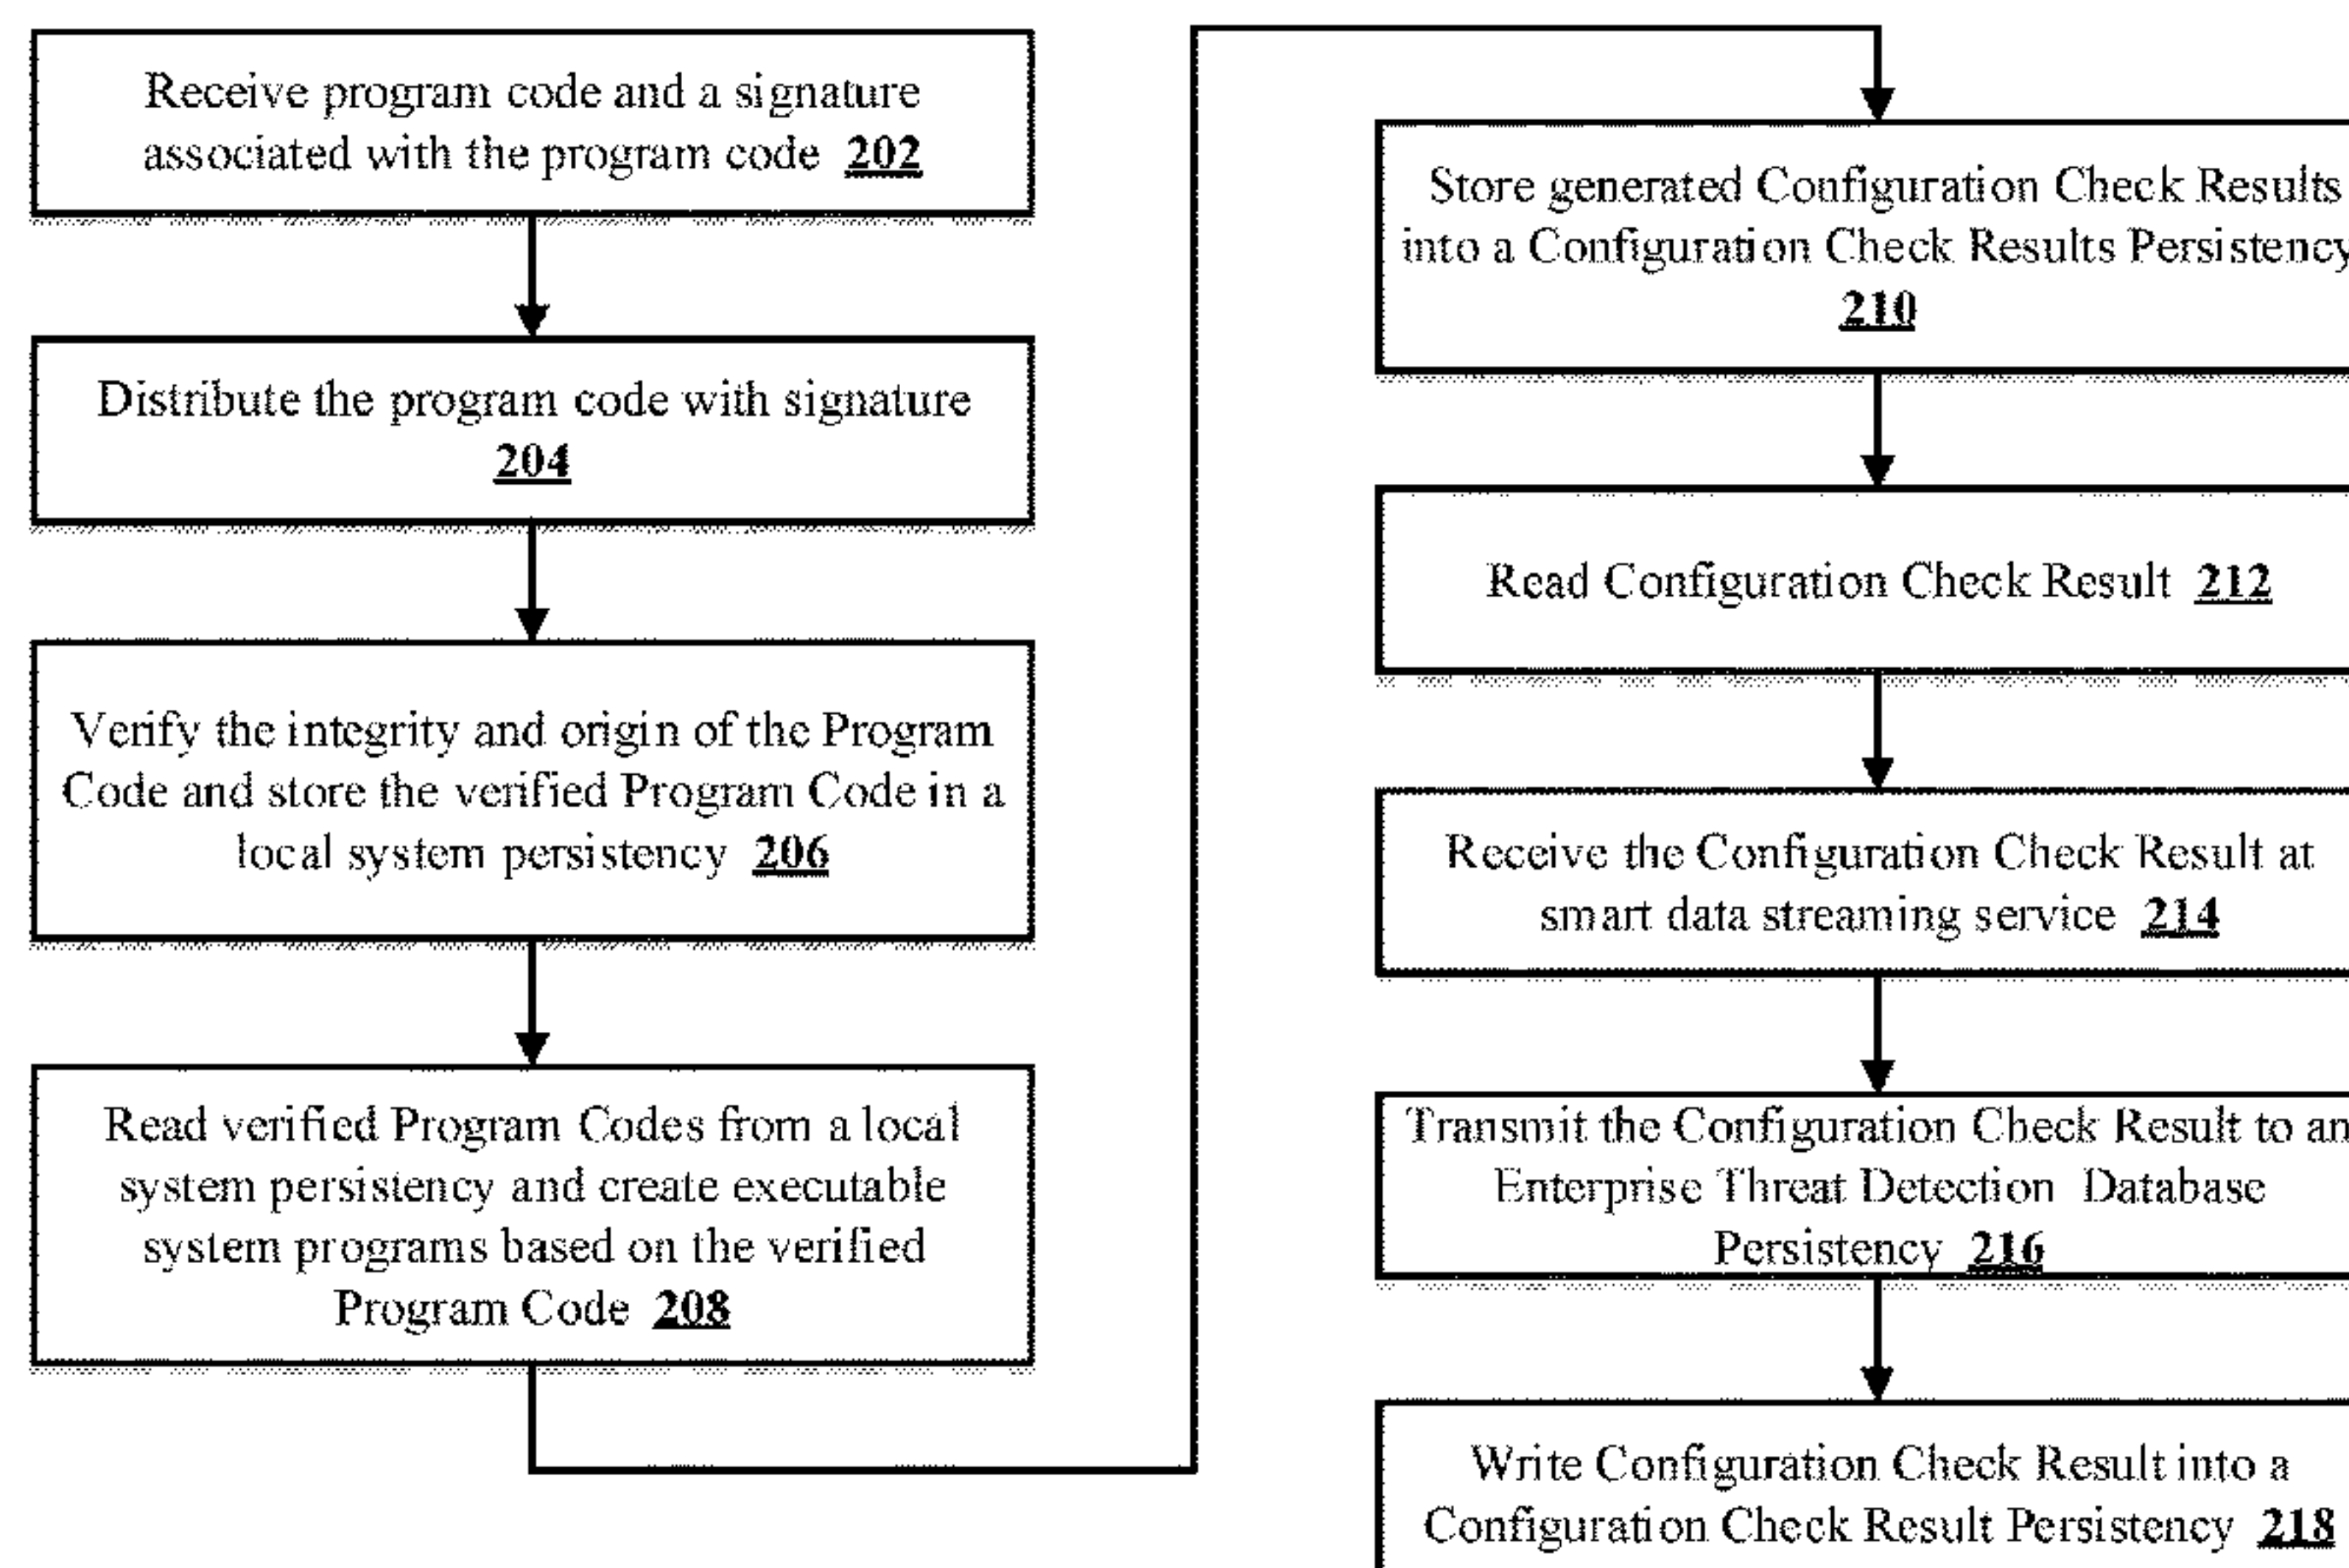 Receive program code and a signature
associated with the program code 202
Distribute the program code with signature
204
Verify the integrity and origin of the Program
Code and store the verified Program Code in a
local system persistency 206
Read verified Program Codes from a local
system persistency and create executable
system programs based on the verified
Program Code 208
Store generated Configuration Check Results
into a Configuration Check Results Persistency
210
Read Configuration Check Result 212
Receive the Configuration Check Result at
smart data streaming service 214
Transmit the Configuration Check Result to an
Enterprise Threat Detection Database
Persistency 216
Write Configuration Check Result into a
Configuration Check Result Persistency 218